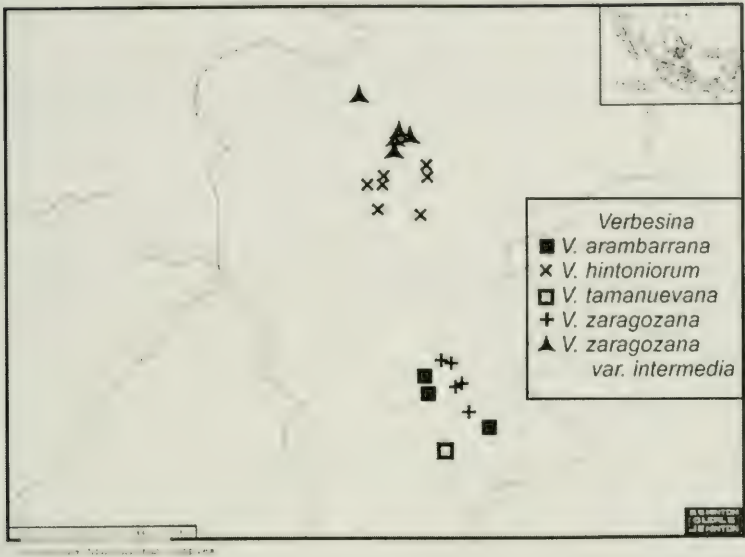 Verbesina
V. arambarrana
V. hintoniorum
V. tamanuevana
V. zaragozana
V. zaragozana
var. intermedia